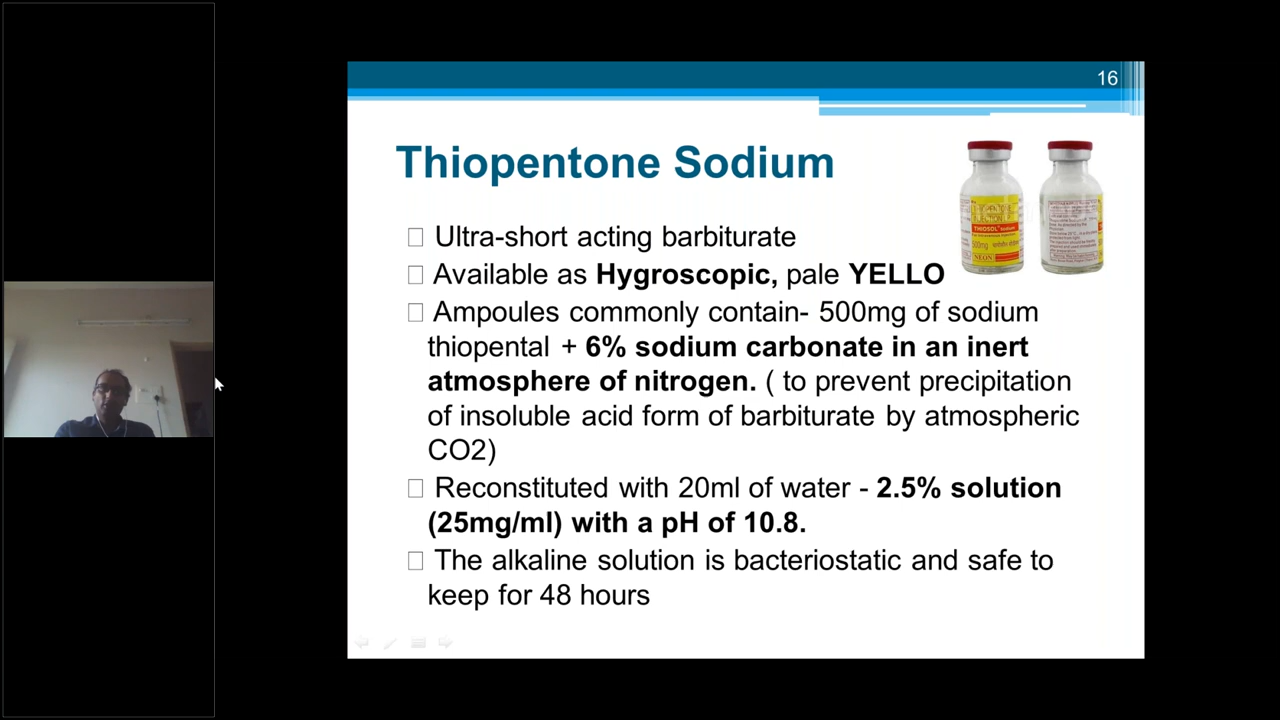 16
Thiopentone Sodium
THIOSOL sodium
500mg
NEON
Ultra-short acting barbiturate
Available as Hygroscopic, pale YELLO
Ampoules commonly contain- 500mg of sodium
thiopental + 6% sodium carbonate in an inert
atmosphere of nitrogen. ( to prevent precipitation
of insoluble acid form of barbiturate by atmospheric
CO2)
Reconstituted with 20ml of water - 2.5% solution
(25mg/ml) with a pH of 10.8.
The alkaline solution is bacteriostatic and safe to
keep for 48 hours